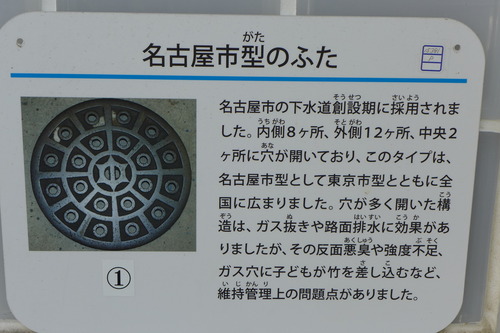 名古屋市型のふた
名古屋市の下水道創設期に採用されま
した。内側8ヶ所、外側12ヶ所、中央2
ヶ所に穴が開いており、このタイプは、
名古屋市型として東京市型とともに全
国に広まりました。穴が多く開いた構
造は、ガス抜きや路面排水に効果があ
りましたが、その反面悪臭や強度不足、
ガス穴に子どもが竹を差し込むなど、
維持管理上の問題点がありました。
①